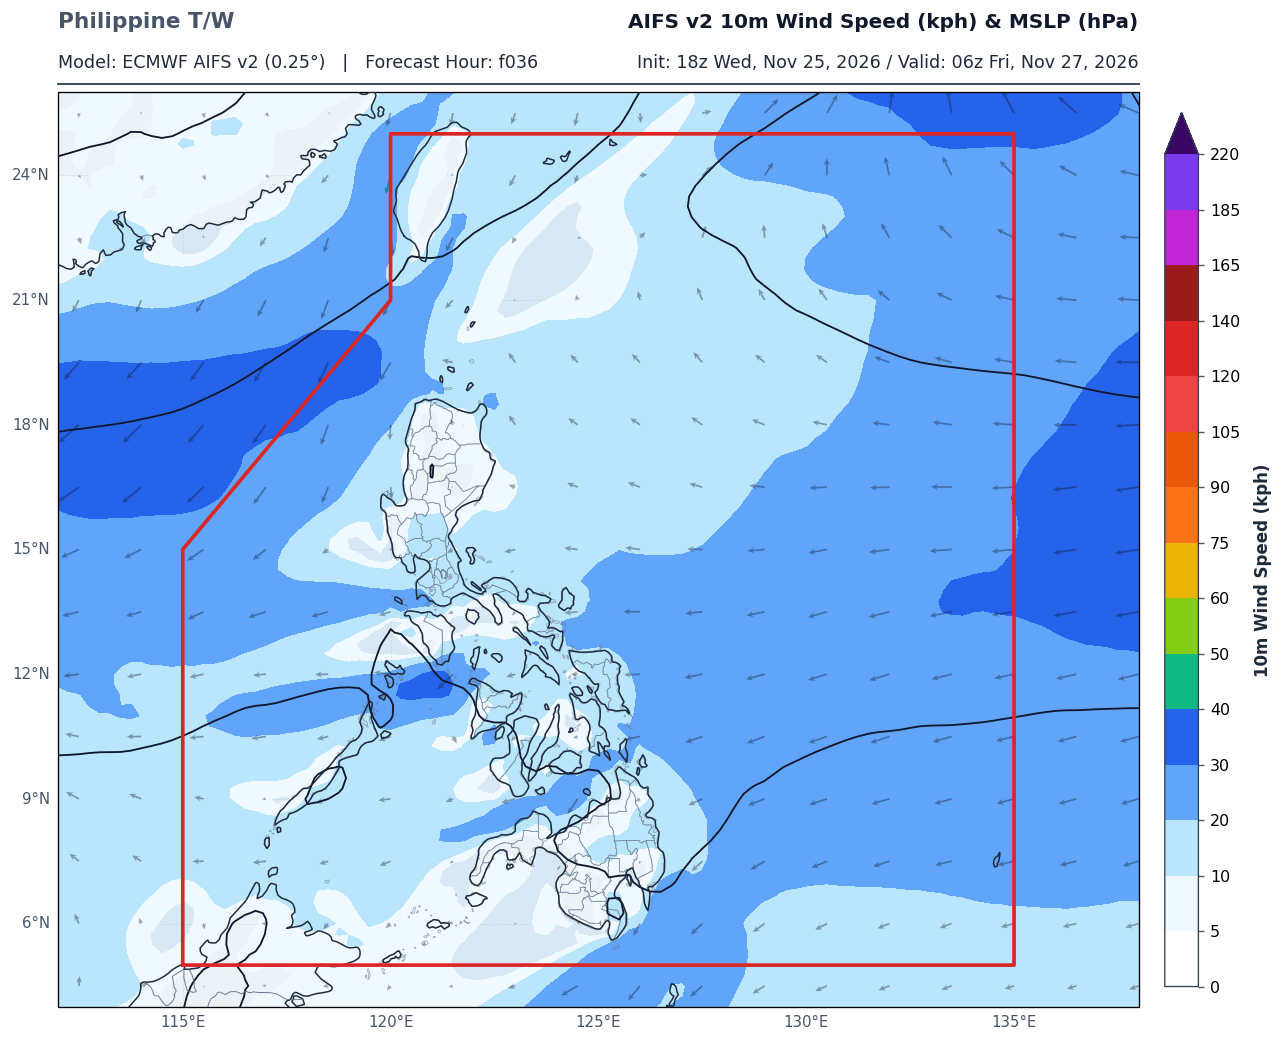 Philippine T/W
AIFS v2 10m Wind Speed (kph) & MSLP (hPa)
Model: ECMWF AIFS v2 (0.25°) | Forecast Hour: f036
Init: 18z Wed, Nov 25, 2026 / Valid: 06z Fri, Nov 27, 2026
24°N
21°N
18°N
15°N
12°N
9°N
6°N
115°E
120°E
125°E
130°E
135°E
220
185
165
140
120
105
90
75
60
50
40
30
20
10
5
0
10m Wind Speed (kph)